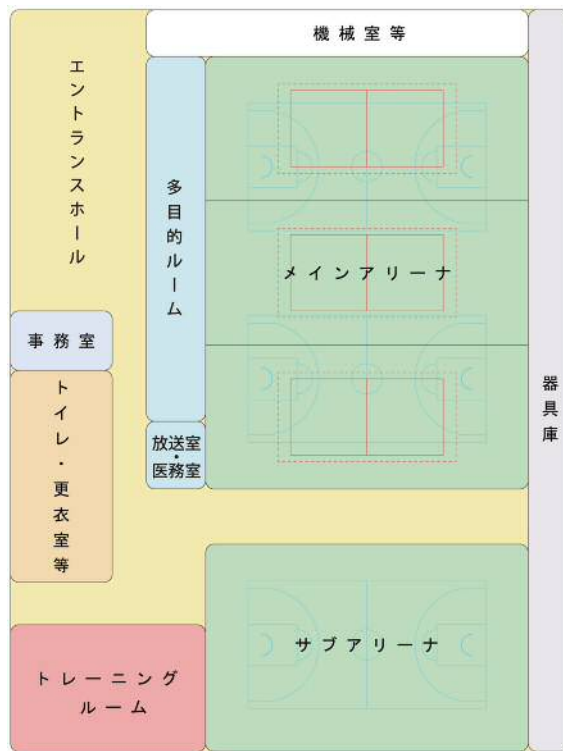 機械室等
エントランスホール
多目的ルーム
メインアリーナ
事務室
器具庫
トイレ・更衣室等
放送室
・
医務室
サブアリーナ
トレーニング
ルーム